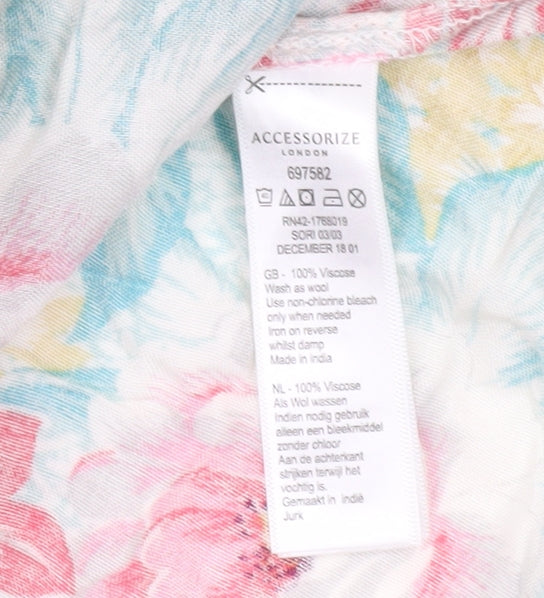 ACCESSORIZE
LONDON
697582
RN42-1768019
SORI 03/03
DECEMBER 18 01
GB - 100% Viscose
Wash as wool
Use non-chlorine bleach
only when needed
Iron on reverse
whilst damp
Made in india
NL - 100% Viscose
Als Wol wassen
Indien nodig gebruik
alleen een bleekmiddel
zonder chloor
Aan de achterkant
strijken terwijl het
vochtig is.
Gemaakt in indië
Jurk